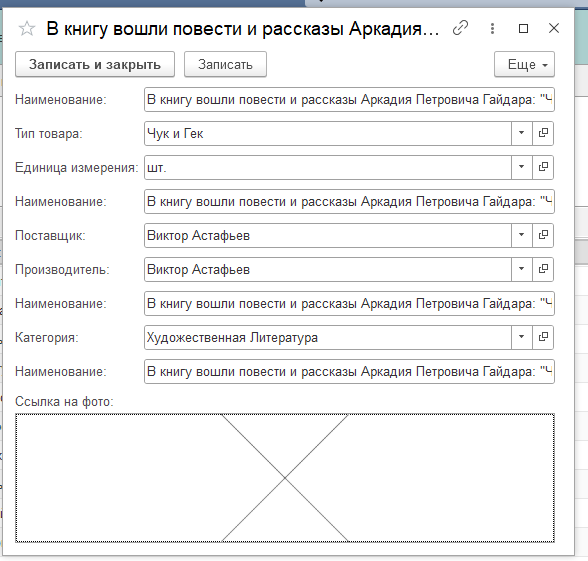 В книгу вошли повести и рассказы Аркадия...
Записать и закрыть Записать Еще
Наименование: В книгу вошли повести и рассказы Аркадия Петровича Гайдара: "Ч
Тип товара: Чук и Гек
Единица измерения: шт.
Наименование: В книгу вошли повести и рассказы Аркадия Петровича Гайдара: "Ч
Поставщик: Виктор Астафьев
Производитель: Виктор Астафьев
Наименование: В книгу вошли повести и рассказы Аркадия Петровича Гайдара: "Ч
Категория: Художественная Литература
Наименование: В книгу вошли повести и рассказы Аркадия Петровича Гайдара: "Ч
Ссылка на фото: